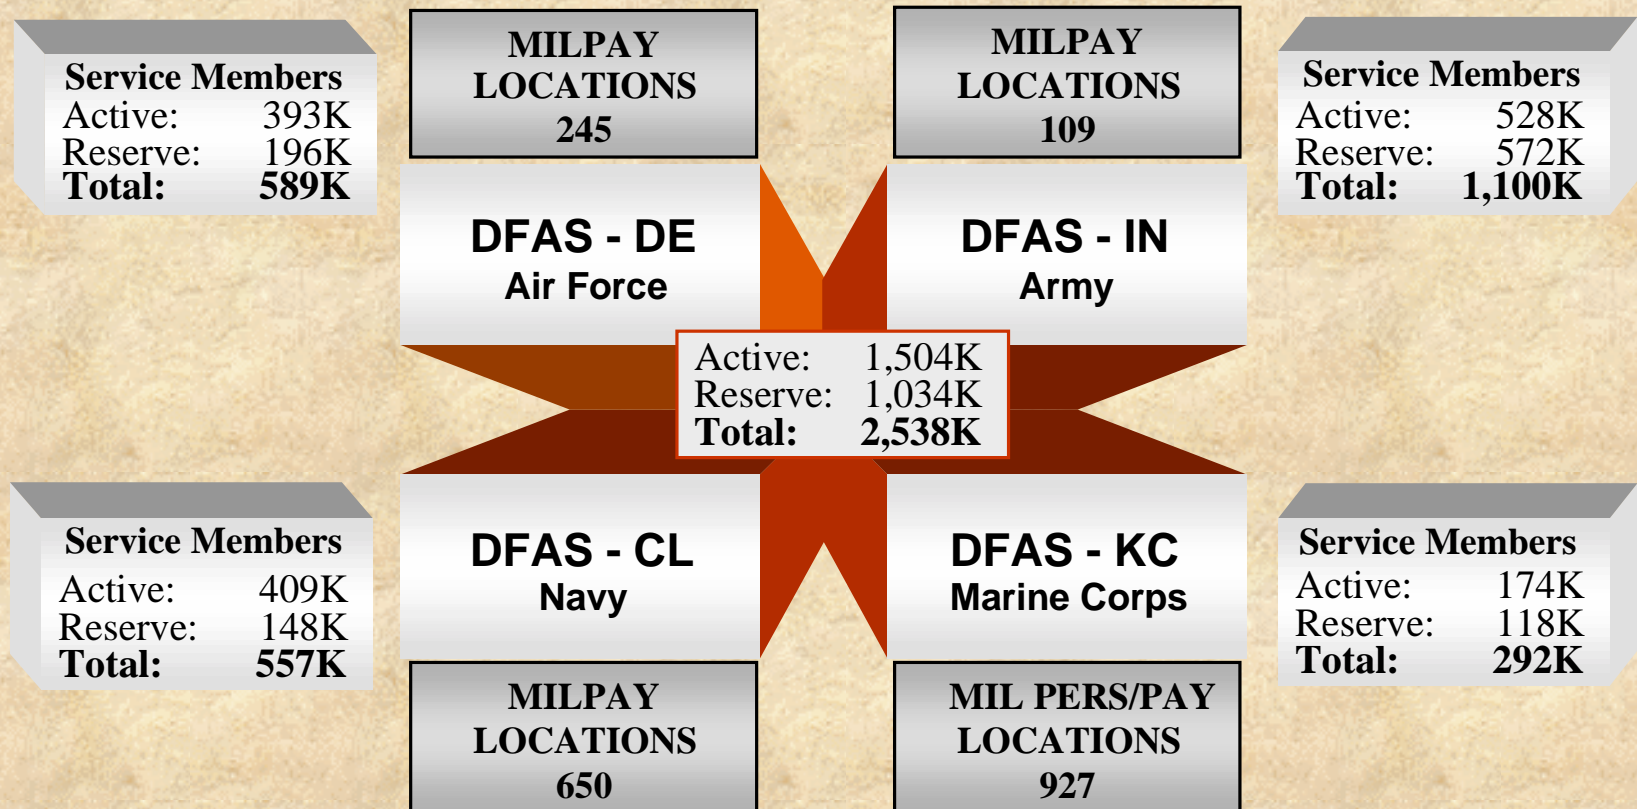 Service Members
Active: 393K
Reserve: 196K
Total: 589K
MILPAY
LOCATIONS
245
MILPAY
LOCATIONS
109
Service Members
Active: 528K
Reserve: 572K
Total: 1,100K
DFAS - DE
Air Force
DFAS - IN
Army
Active: 1,504K
Reserve: 1,034K
Total: 2,538K
Service Members
Active: 409K
Reserve: 148K
Total: 557K
DFAS - CL
Navy
DFAS - KC
Marine Corps
Service Members
Active: 174K
Reserve: 118K
Total: 292K
MILPAY
LOCATIONS
650
MIL PERS/PAY
LOCATIONS
927